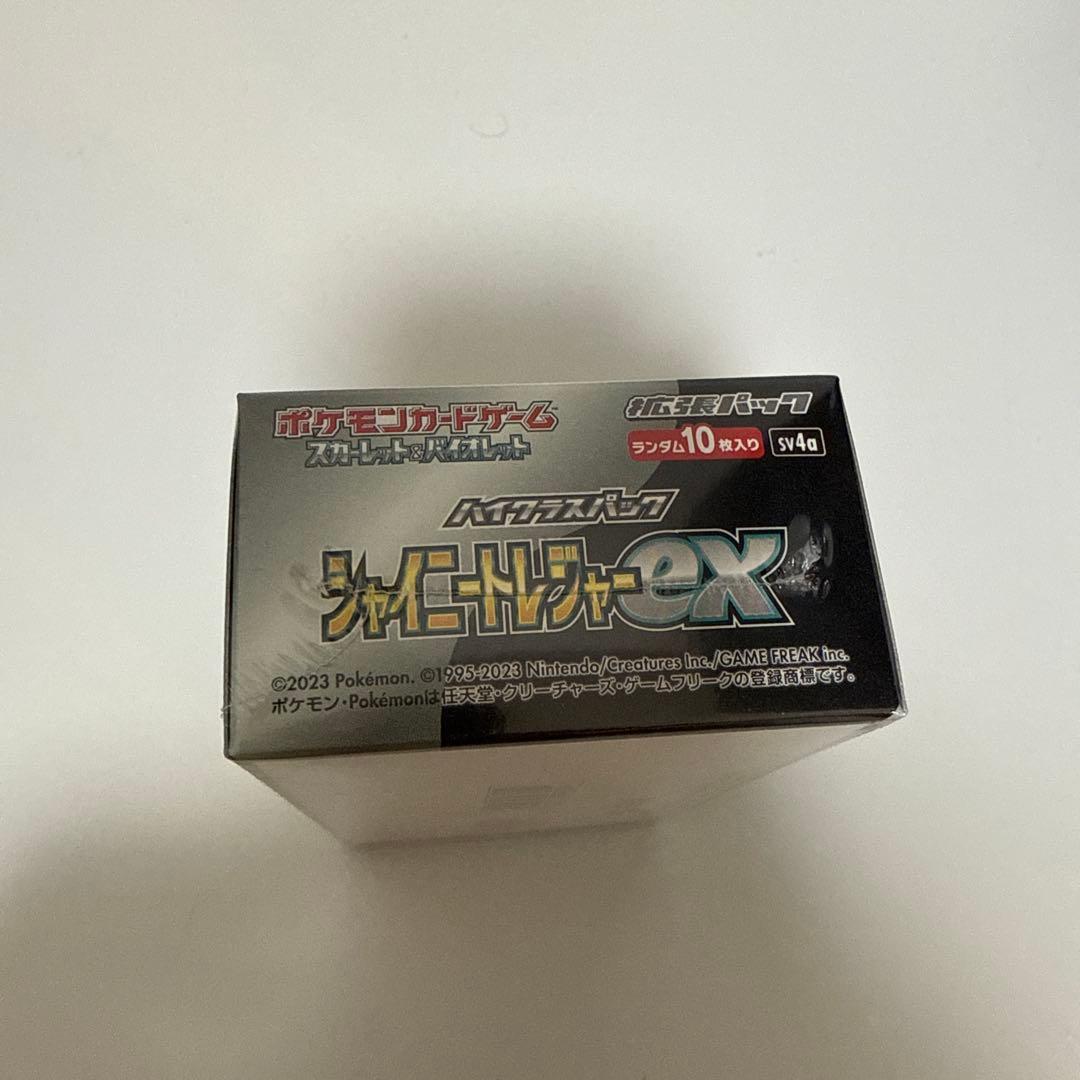 ポケモンカードゲーム
スカーレット&バイオレット
拡張パック
ランダム10枚入り sv4a
ハイクラスパック
シャイニートレジャーex
©2023 Pokémon. ©1995-2023 Nintendo/Creatures Inc./GAME FREAK inc.
ポケモン・Pokémonは任天堂・クリーチャーズ・ゲームフリークの登録商標です。